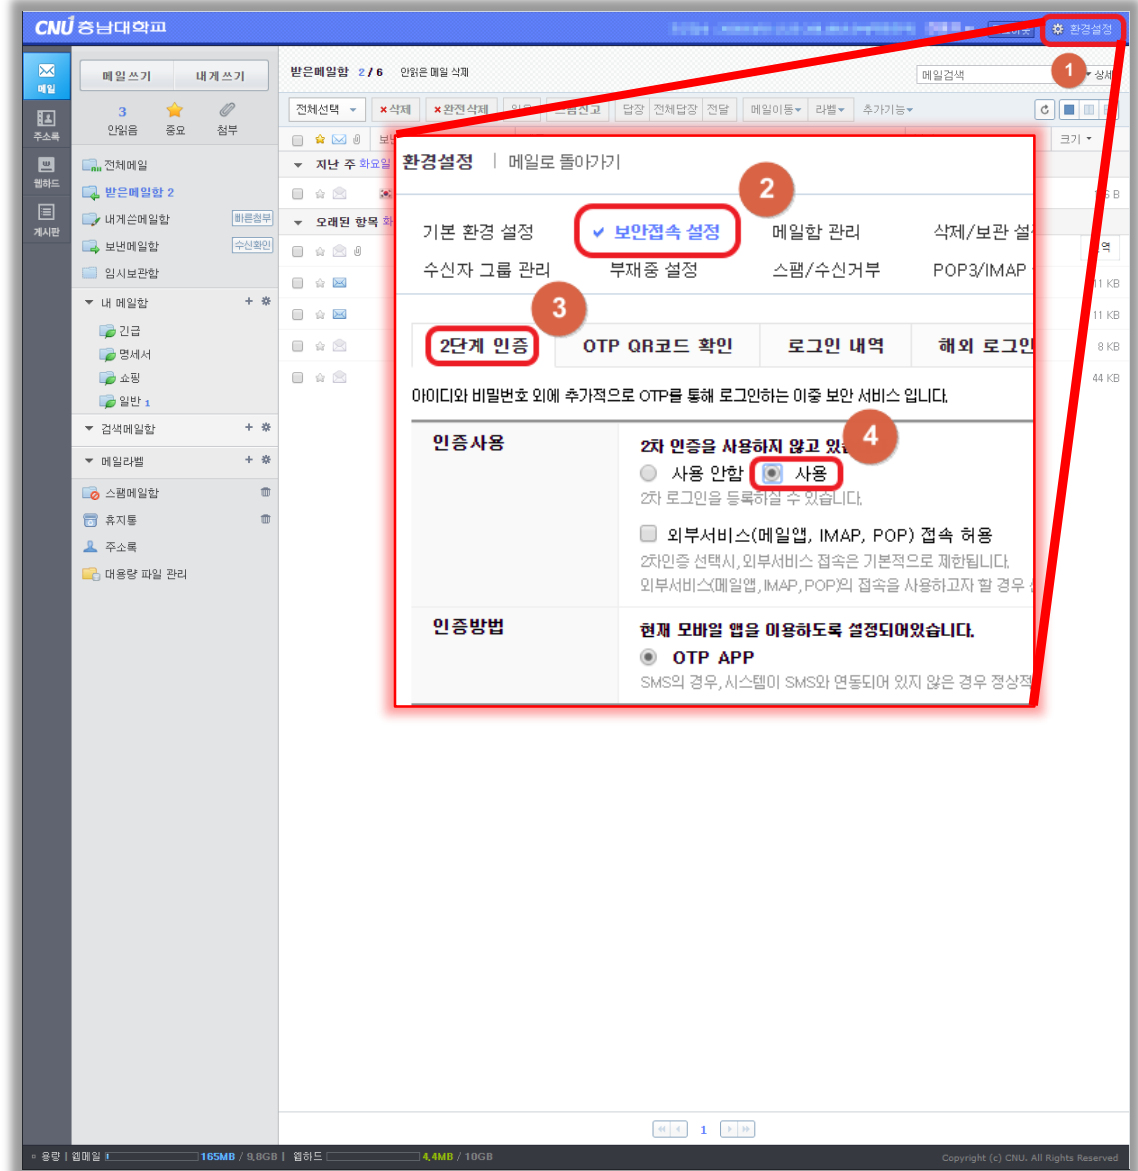 CNU 충남대학교
환경설정
메일
주소록
웹하드
게시판
메일쓰기 내게쓰기
3
안읽음 중요 첨부
전체메일
받은메일함 2
내게쓴메일함 빠른첨부
보낸메일함 수신확인
임시보관함
내 메일함
긴급
명세서
쇼핑
일반 1
검색메일함
메일라벨
스팸메일함
휴지통
주소록
대용량 파일 관리
받은메일함 2 / 6 안읽은 메일 삭제
메일검색 1 상세
전체선택 삭제 완전삭제 답장 전체답장 전달 메일이동 라벨 추가기능
크기
지난 주 화요일
오래된 항목
11 KB
11 KB
8 KB
44 KB
환경설정 | 메일로 돌아가기
2
기본 환경 설정 보안접속 설정 메일함 관리 삭제/보관
수신자 그룹 관리 부재중 설정 스팸/수신거부 POP3/IMAP
3
2단계 인증 OTP QR코드 확인 로그인 내역 해외 로그인
아이디와 비밀번호 외에 추가적으로 OTP를 통해 로그인하는 이중 보안 서비스 입니다.
4
인증사용 2차 인증을 사용하지 않고
사용 안함 사용
2차 로그인을 등록하실 수 있습니다.
외부서비스(메일앱, IMAP, POP) 접속 허용
2차인증 선택시, 외부서비스 접속은 기본적으로 제한됩니다.
외부서비스(메일앱, IMAP, POP)의 접속을 사용하고자 할 경우
인증방법 현재 모바일 앱을 이용하도록 설정되어있습니다.
OTP APP
SMS의 경우, 시스템이 SMS와 연동되어 있지 않은 경우
1
용량 | 웹메일 165MB / 9.8GB | 웹하드 4.4MB / 10GB
Copyright (c) CNU. All Rights Reserved